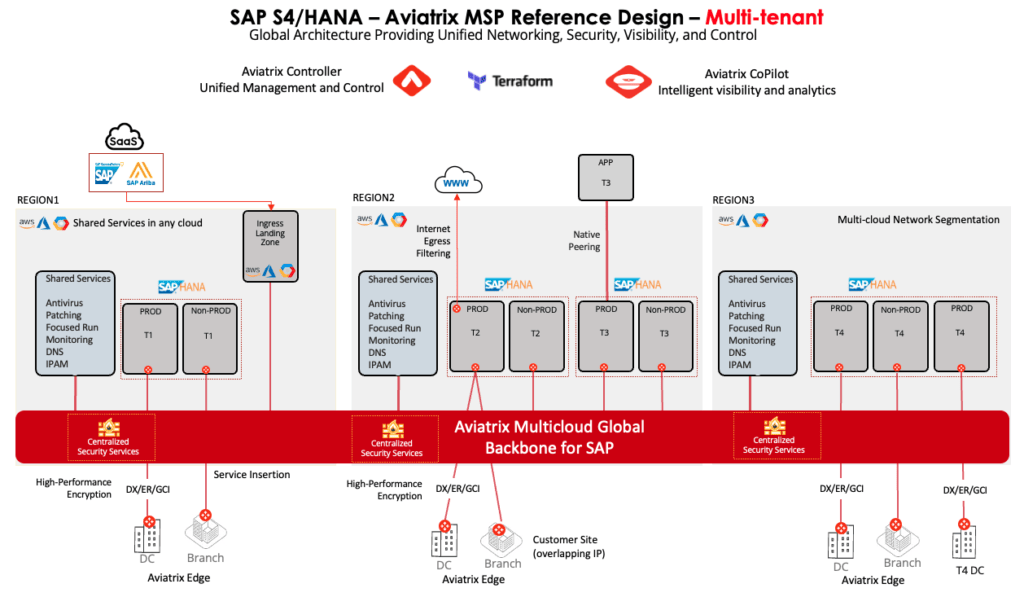 SAP S4/HANA – Aviatrix MSP Reference Design – Multi-tenant
Global Architecture Providing Unified Networking, Security, Visibility, and Control
Aviatrix Controller
Unified Management and Control
Terraform
Aviatrix CoPilot
Intelligent visibility and analytics
SaaS
SAP
SAP Ariba
REGION1
aws
Shared Services in any cloud
Ingress
Landing
Zone
aws
Shared Services
Antivirus
Patching
Focused Run
Monitoring
DNS
IPAM
SAP HANA
PROD
T1
Non-PROD
T1
REGION2
aws
www
Internet
Egress
Filtering
APP
T3
Native
Peering
Shared Services
Antivirus
Patching
Focused Run
Monitoring
DNS
IPAM
SAP HANA
PROD
T2
Non-PROD
T2
SAP HANA
PROD
T3
Non-PROD
T3
REGION3
aws
Multi-cloud Network Segmentation
Shared Services
Antivirus
Patching
Focused Run
Monitoring
DNS
IPAM
SAP HANA
PROD
T4
Non-PROD
T4
PROD
T4
Centralized
Security Services
Centralized
Security Services
Aviatrix Multicloud Global
Backbone for SAP
Centralized
Security Services
High-Performance
Encryption
DX/ER/GCI
Service Insertion
DC
Branch
Aviatrix Edge
High-Performance
Encryption
DX/ER/GCI
DC
Branch
Customer Site
(overlapping IP)
Aviatrix Edge
DX/ER/GCI
DC
Branch
Aviatrix Edge
DX/ER/GCI
T4 DC